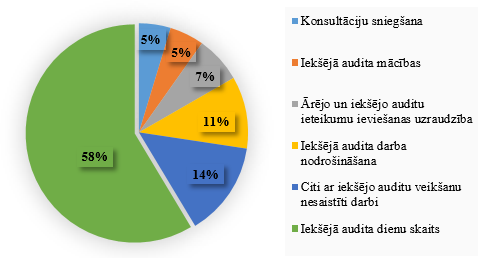 5%
5%
7%
11%
14%
58%
Konsultāciju sniegšana
Iekšējā audita mācības
Ārējo un iekšējo auditu
ieteikumu ieviešanas uzraudzība
Iekšējā audita darba
nodrošināšana
Citi ar iekšējo auditu veikšanu
nesaistīti darbi
Iekšējā audita dienu skaits